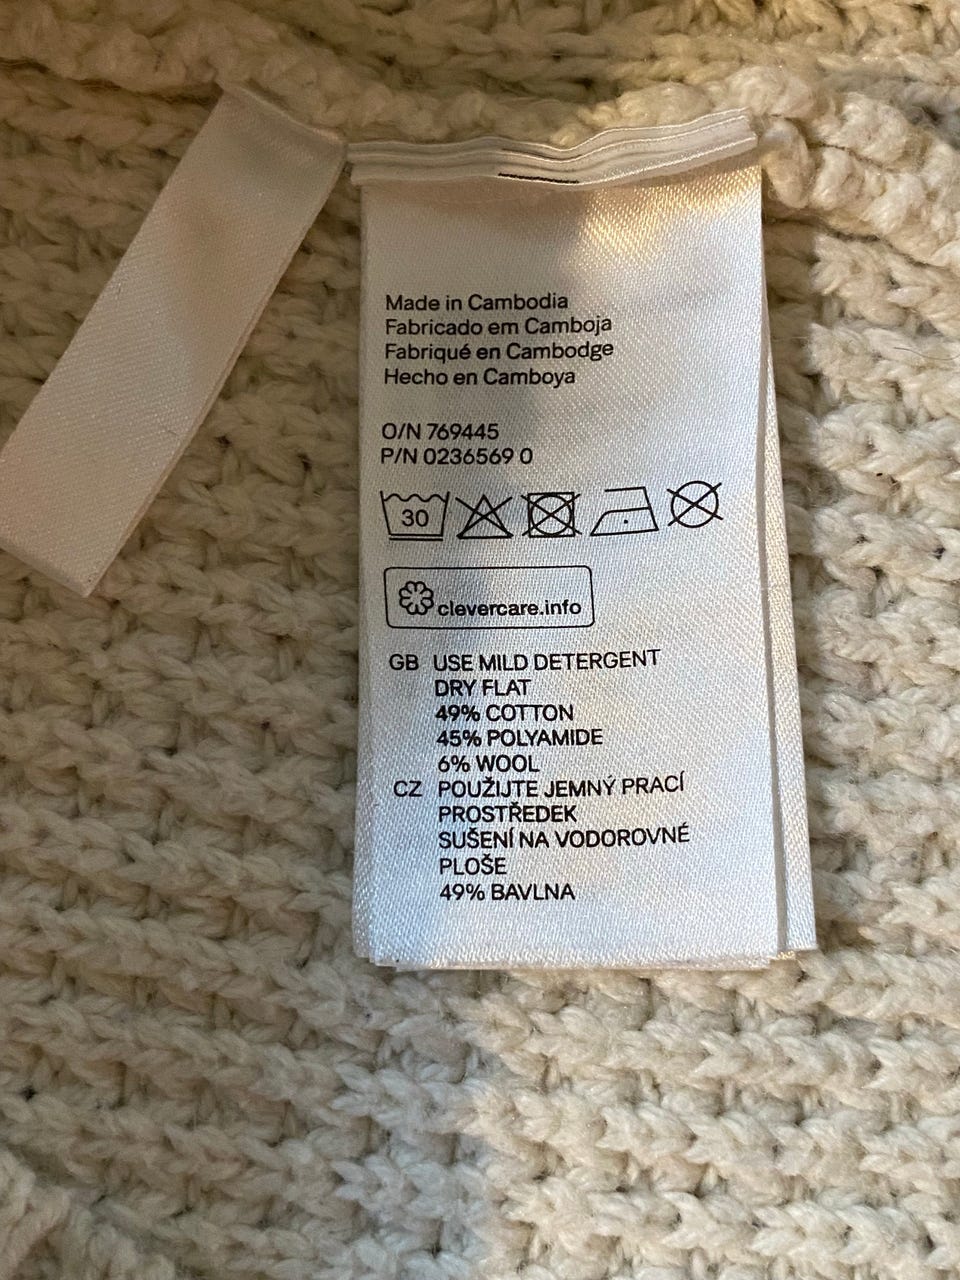 Made in Cambodia
Fabricado em Camboja
Fabriqué en Cambodge
Hecho en Camboya
O/N 769445
P/N 0236569 0
30
clevercare.info
GB USE MILD DETERGENT
DRY FLAT
49% COTTON
45% POLYAMIDE
6% WOOL
CZ POUŽIJTE JEMNÝ PRACÍ
PROSTŘEDEK
SUŠENÍ NA VODOROVNÉ
PLOŠE
49% BAVLNA